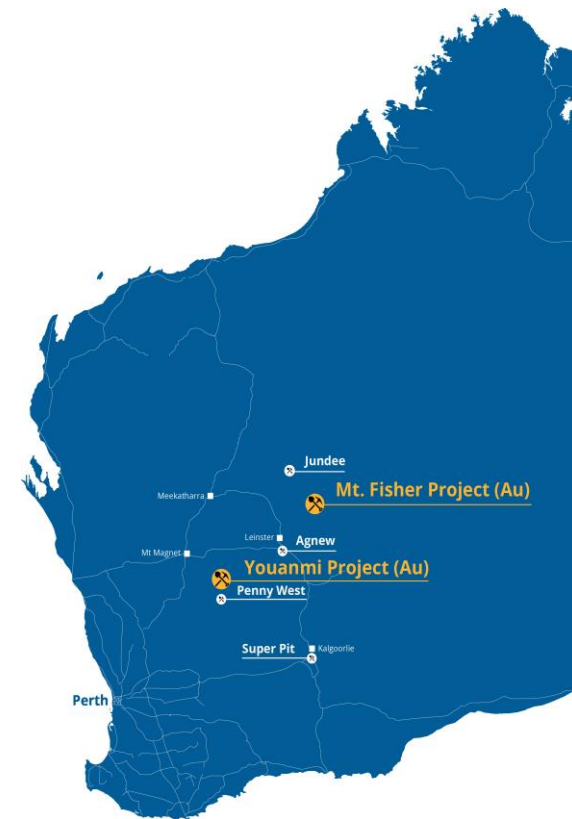 Jundee
Mt. Fisher Project (Au)
Meekatharra
Leinster
Agnew
Mt Magnet
Youanmi Project (Au)
Penny West
Super Pit
Kalgoorlie
Perth